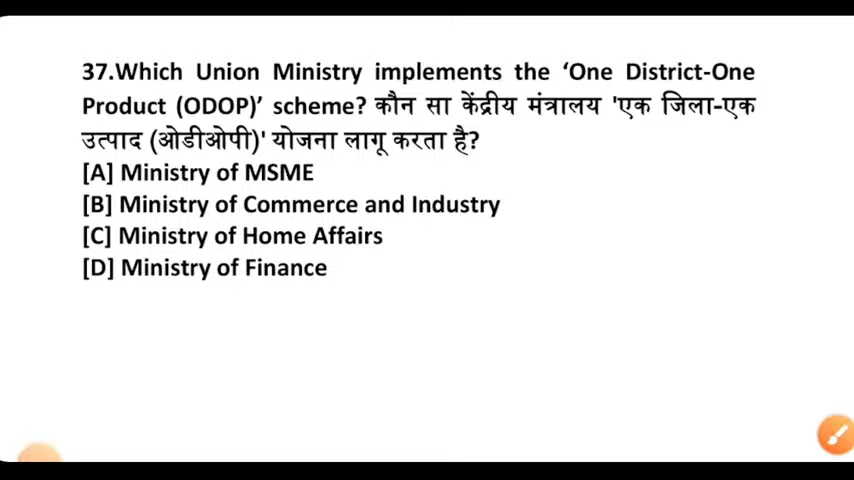 37.Which Union Ministry implements the ‘One District-One
Product (ODOP)’ scheme? कौन सा केंद्रीय मंत्रालय 'एक जिला-एक
उत्पाद (ओडीओपी)' योजना लागू करता है?
[A] Ministry of MSME
[B] Ministry of Commerce and Industry
[C] Ministry of Home Affairs
[D] Ministry of Finance